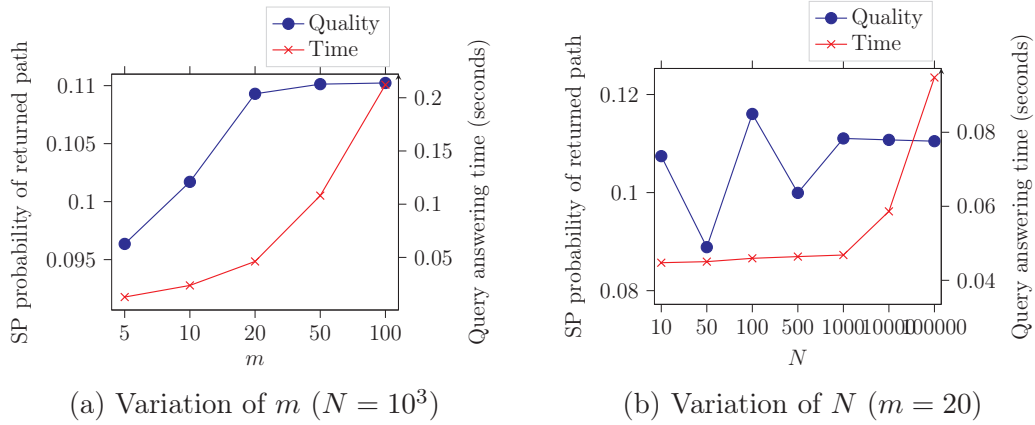 Quality
Time
SP probability of returned path
0.11
0.105
0.1
0.095
5 10 20 50 100
m
0.2
0.15
0.1
0.05
Query answering time (seconds)
(a) Variation of m (N = 10³)
Quality
Time
SP probability of returned path
0.12
0.1
0.08
10 50 100 500 1000 10000 100000
N
0.08
0.06
0.04
Query answering time (seconds)
(b) Variation of N (m = 20)